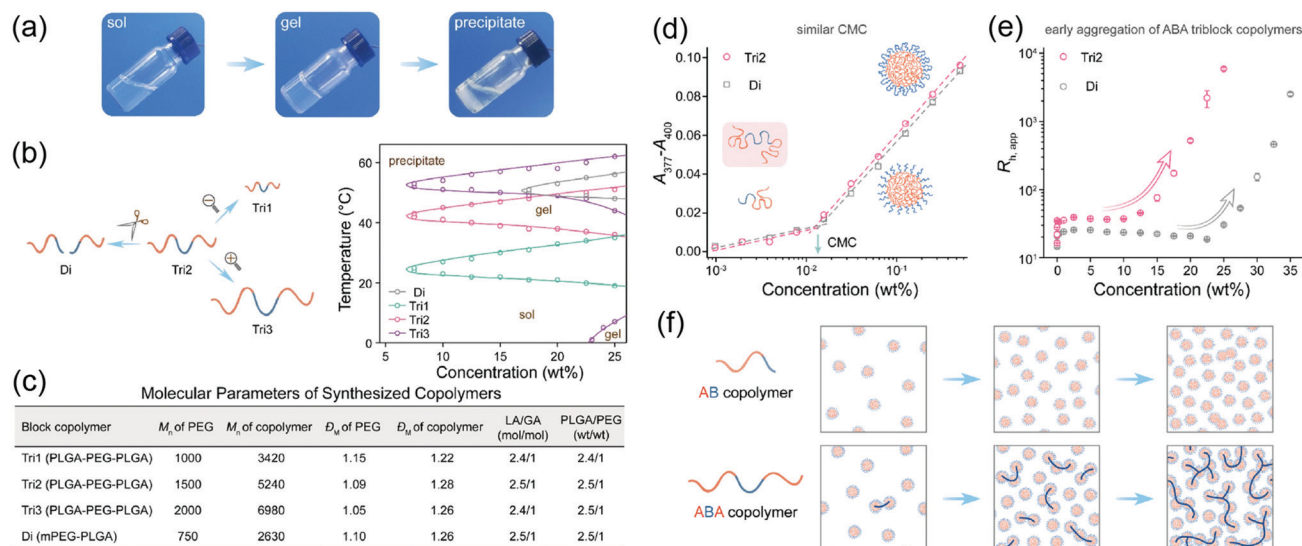 (a)
sol
gel
precipitate
(b)
Di
Tri2
Tri1
Tri3
precipitate
gel
sol
gel
Di
Tri1
Tri2
Tri3
60
40
20
0
Temperature (°C)
5
10
15
20
25
Concentration (wt%)
(c)
Molecular Parameters of Synthesized Copolymers
Block copolymer Mn of PEG Mn of copolymer ĐM of PEG ĐM of copolymer LA/GA (mol/mol) PLGA/PEG (wt/wt)
Tri1 (PLGA-PEG-PLGA) 1000 3420 1.15 1.22 2.4/1 2.4/1
Tri2 (PLGA-PEG-PLGA) 1500 5240 1.09 1.28 2.5/1 2.5/1
Tri3 (PLGA-PEG-PLGA) 2000 6980 1.05 1.26 2.4/1 2.5/1
Di (mPEG-PLGA) 750 2630 1.10 1.26 2.5/1 2.5/1
(d)
similar CMC
Tri2
Di
0.10
0.08
0.06
0.04
0.02
0.00
A377-A400
CMC
10-3
10-2
10-1
Concentration (wt%)
(e)
early aggregation of ABA triblock copolymers
Tri2
Di
104
103
102
101
Rh, app
0
5
10
15
20
25
30
35
Concentration (wt%)
(f)
AB
copolymer
ABA
copolymer